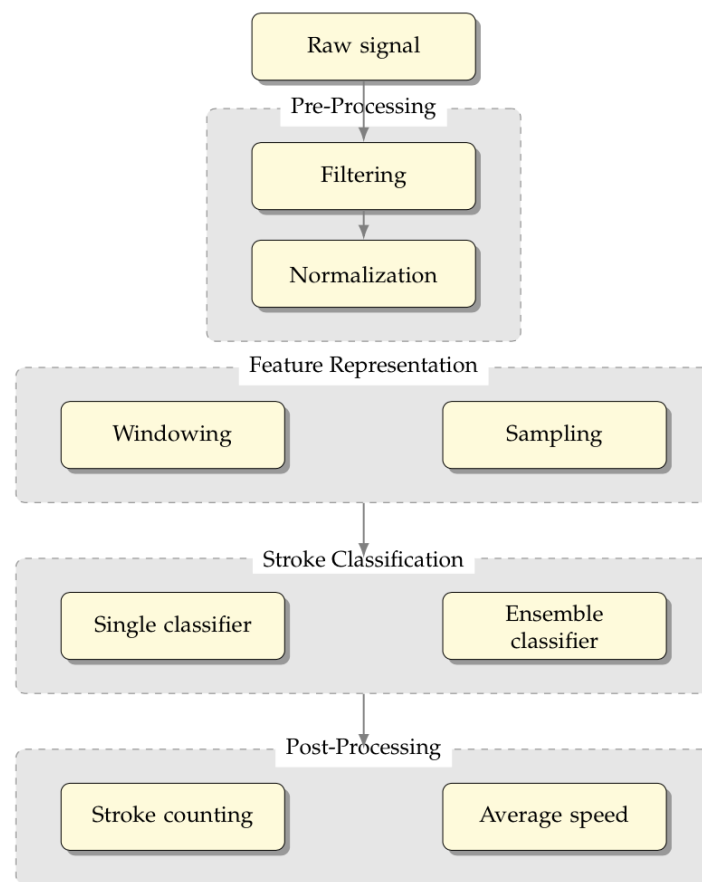 Raw signal
Pre-Processing
Filtering
Normalization
Feature Representation
Windowing
Sampling
Stroke Classification
Single classifier
Ensemble
classifier
Post-Processing
Stroke counting
Average speed